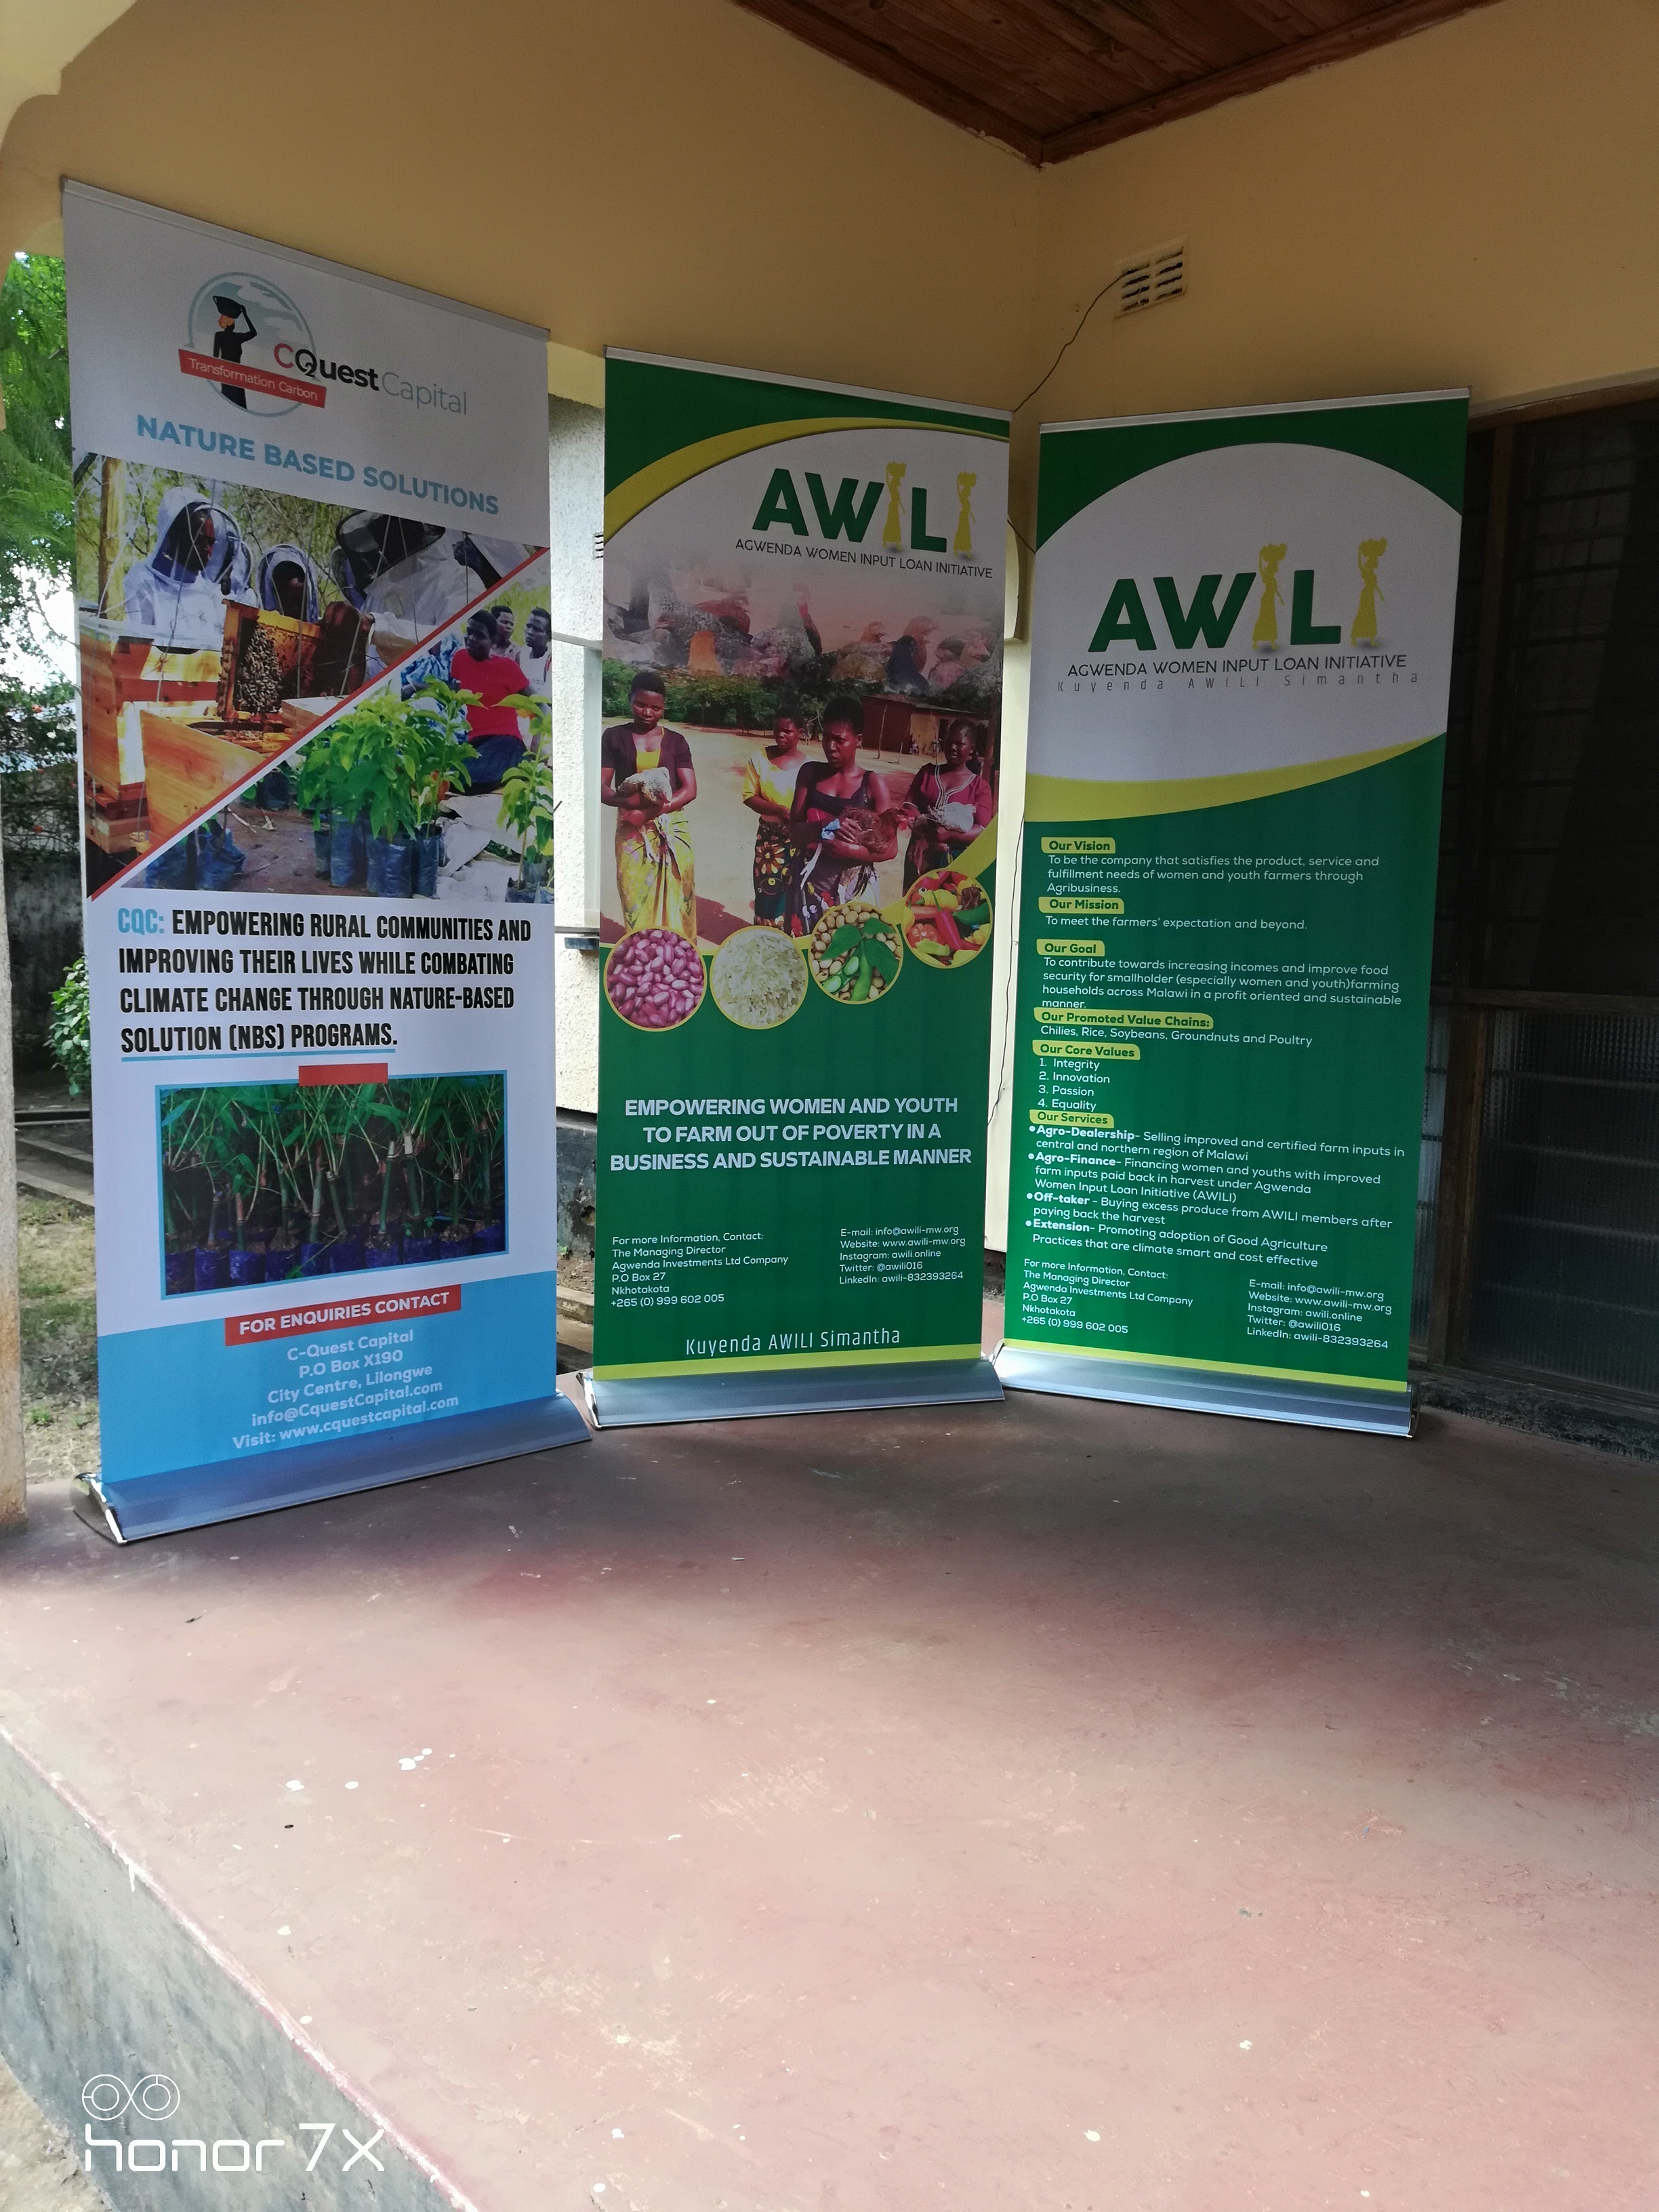 CQuestCapital
Transformation Carbon
NATURE BASED SOLUTIONS
CQC: EMPOWERING RURAL COMMUNITIES AND
IMPROVING THEIR LIVES WHILE COMBATING
CLIMATE CHANGE THROUGH NATURE-BASED
SOLUTION (NBS) PROGRAMS.
FOR ENQUIRIES CONTACT
C-Quest Capital
P.O Box X190
City Centre, Lilongwe
info@CquestCapital.com
Visit: www.cquestcapital.com
AWILI
AGWENDA WOMEN INPUT LOAN INITIATIVE
EMPOWERING WOMEN AND YOUTH
TO FARM OUT OF POVERTY IN A
BUSINESS AND SUSTAINABLE MANNER
For more Information, Contact:
The Managing Director
Agwenda Investments Ltd Company
P.O Box 27
Nkhotakota
+265 (0) 999 602 005
E-mail: info@awili-mw.org
Website: www.awili-mw.org
Instagram: awili.online
Twitter: @awili016
LinkedIn: awili-832393264
Kuyenda AWILI Simantha
AWILI
AGWENDA WOMEN INPUT LOAN INITIATIVE
Kuyenda AWILI Simantha
Our Vision
To be the company that satisfies the product, service and
fulfillment needs of women and youth farmers through
Agribusiness.
Our Mission
To meet the farmers' expectation and beyond.
Our Goal
To contribute towards increasing incomes and improve food
security for smallholder (especially women and youth)farming
households across Malawi in a profit oriented and sustainable
manner.
Our Promoted Value Chains:
Chilies, Rice, Soybeans, Groundnuts and Poultry
Our Core Values
1. Integrity
2. Innovation
3. Passion
4. Equality
Our Services
•Agro-Dealership- Selling improved and certified farm inputs in
central and northern region of Malawi
•Agro-Finance- Financing women and youths with improved
farm inputs paid back in harvest under Agwenda
Women Input Loan Initiative (AWILI)
•Off-taker - Buying excess produce from AWILI members after
paying back the harvest
•Extension- Promoting adoption of Good Agriculture
Practices that are climate smart and cost effective
For more Information, Contact:
The Managing Director
Agwenda Investments Ltd Company
P.O Box 27
Nkhotakota
+265 (0) 999 602 005
E-mail: info@awili-mw.org
Website: www.awili-mw.org
Instagram: awili.online
Twitter: @awili016
LinkedIn: awili-832393264
honor 7X